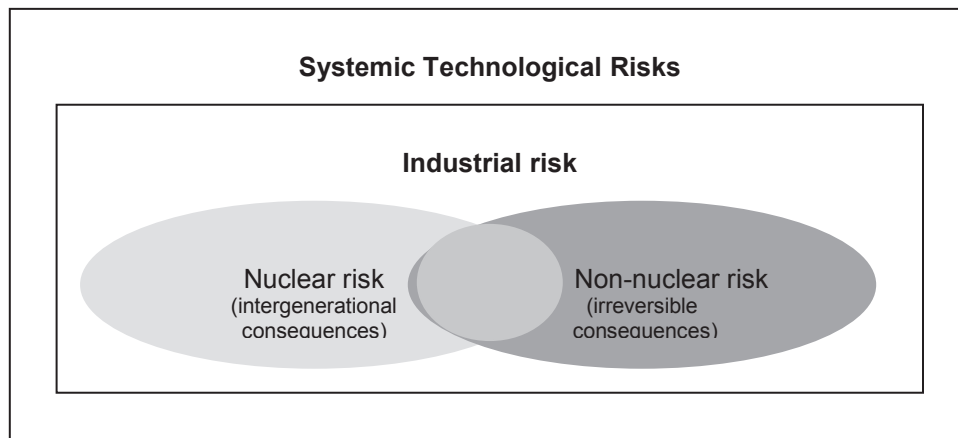 Systemic Technological Risks
Industrial risk
Nuclear risk
(intergenerational
consequences)
Non-nuclear risk
(irreversible
consequences)